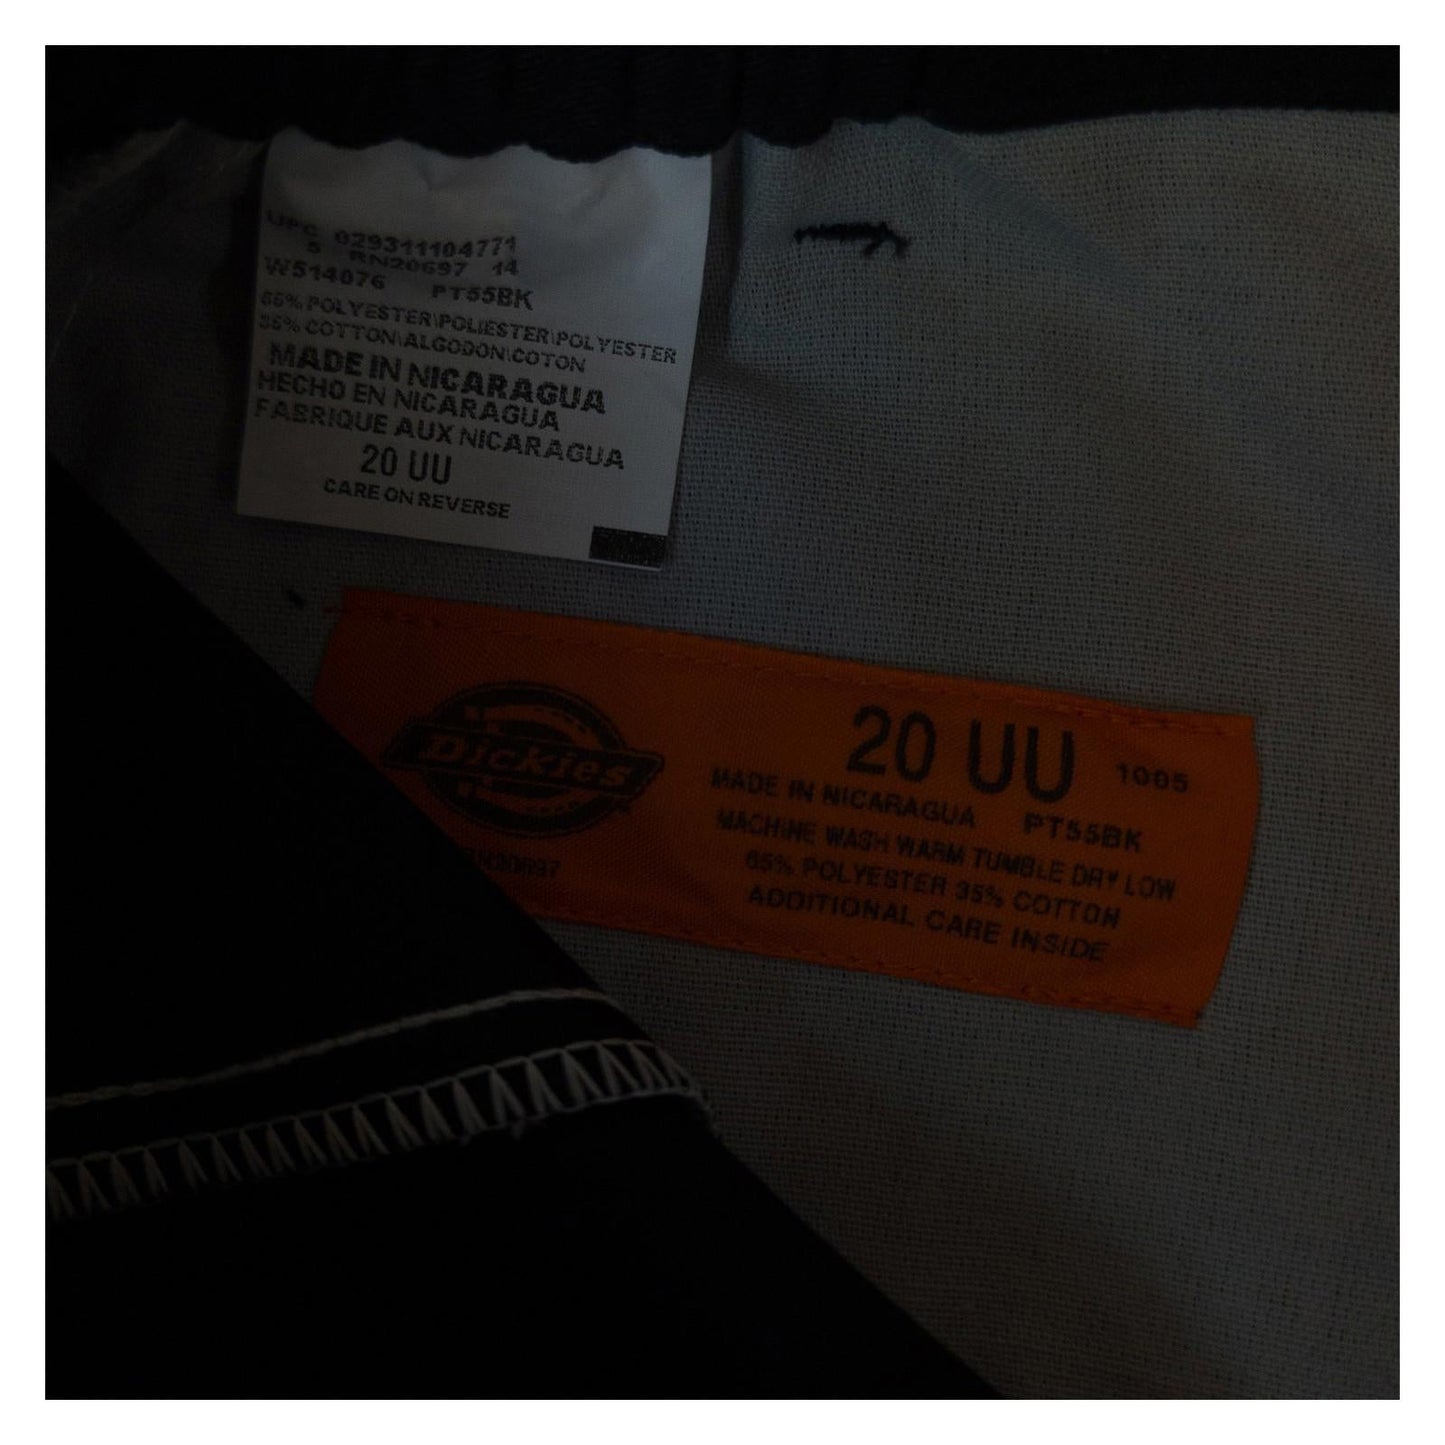 UPC 029311104771
5 RN20697 14
W514076 PT55BK
65% POLYESTER\POLIESTER\POLYESTER
35% COTTON\ALGODON\COTON
MADE IN NICARAGUA
HECHO EN NICARAGUA
FABRIQUE AUX NICARAGUA
20 UU
CARE ON REVERSE
Dickies
20 UU 1005
MADE IN NICARAGUA PT55BK
MACHINE WASH WARM TUMBLE DRY LOW
65% POLYESTER 35% COTTON
ADDITIONAL CARE INSIDE
RN20697